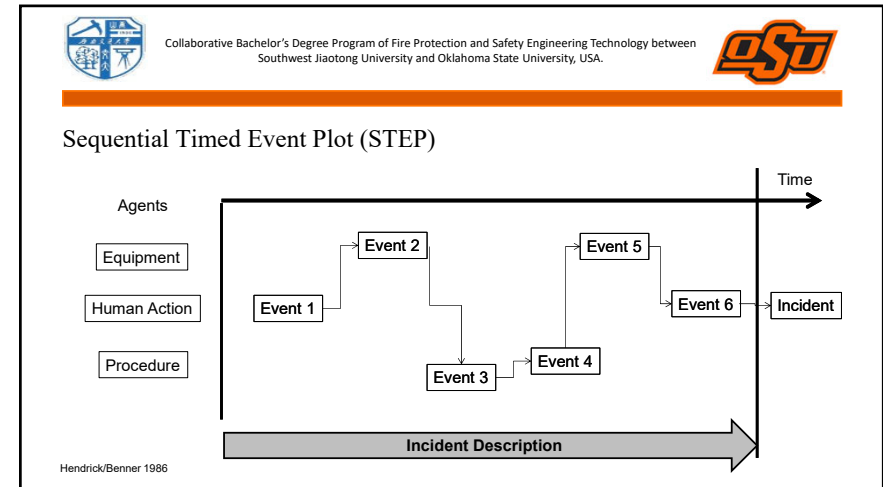 Collaborative Bachelor's Degree Program of Fire Protection and Safety Engineering Technology between
Southwest Jiaotong University and Oklahoma State University, USA.
OSU
Sequential Timed Event Plot (STEP)
Time
Agents
Equipment
Event 2
Event 5
Human Action
Event 1
Event 6
Incident
Procedure
Event 3
Event 4
Incident Description
Hendrick/Benner 1986